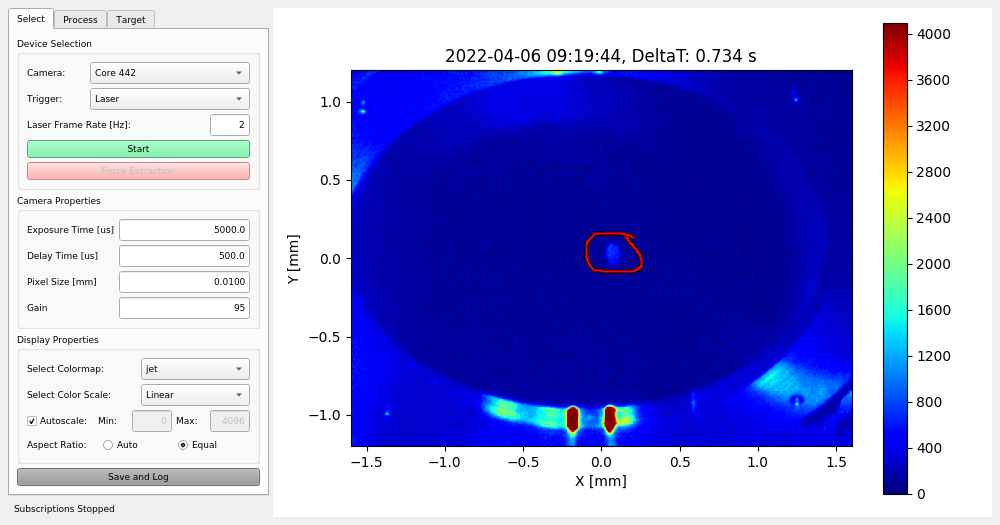 Select Process Target
Device Selection
Camera: Core 442
Trigger: Laser
Laser Frame Rate [Hz]: 2
Start
Force Extraction
Camera Properties
Exposure Time [us] 5000.0
Delay Time [us] 500.0
Pixel Size [mm] 0.0100
Gain 95
Display Properties
Select Colormap: jet
Select Color Scale: Linear
Autoscale: Min: 0 Max: 4096
Aspect Ratio: Auto Equal
Save and Log
Subscriptions Stopped
2022-04-06 09:19:44, DeltaT: 0.734 s
Y [mm]
1.0
0.5
0.0
−0.5
−1.0
−1.5 −1.0 −0.5 0.0 0.5 1.0 1.5
X [mm]
4000
3600
3200
2800
2400
2000
1600
1200
800
400
0